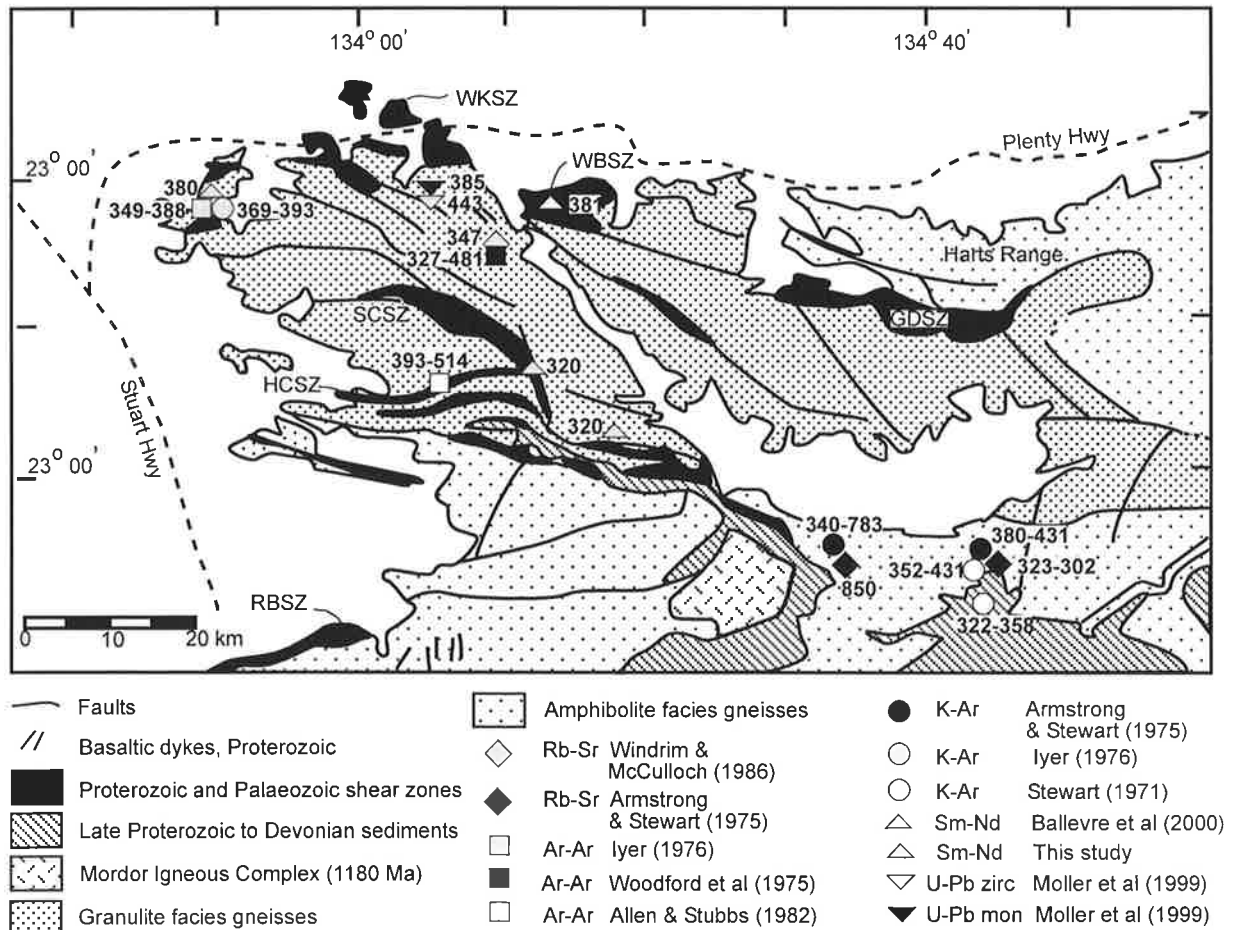 134° 00'
134° 40'
WKSZ
Plenty Hwy
23° 00'
WBSZ
380
385
443
381
349-388
369-393
347
327-481
Harts Range
SCSZ
GDSZ
393-514
320
HCSZ
Stuart Hwy
320
23° 00'
340-783
380-431
352-431
323-302
850
RBSZ
322-358
0 10 20 km
Faults
Basaltic dykes, Proterozoic
Proterozoic and Palaeozoic shear zones
Late Proterozoic to Devonian sediments
Mordor Igneous Complex (1180 Ma)
Granulite facies gneisses
Amphibolite facies gneisses
Rb-Sr Windrim &
McCulloch (1986)
Rb-Sr Armstrong
& Stewart (1975)
Ar-Ar Iyer (1976)
Ar-Ar Woodford et al (1975)
Ar-Ar Allen & Stubbs (1982)
K-Ar Armstrong
& Stewart (1975)
K-Ar Iyer (1976)
K-Ar Stewart (1971)
Sm-Nd Ballevre et al (2000)
Sm-Nd This study
U-Pb zirc Moller et al (1999)
U-Pb mon Moller et al (1999)